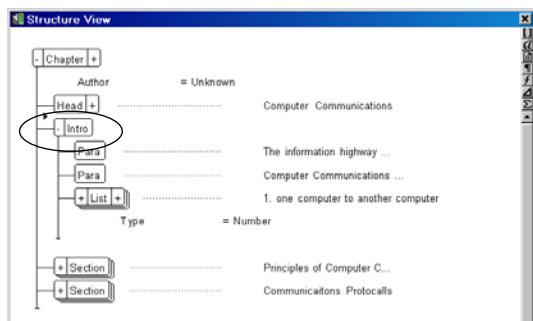 Structure View
- Chapter +
Author = Unknown
Head + Computer Communications
- Intro
Para The information highway ...
Para Computer Communications ...
+ List + 1. one computer to another computer
Type = Number
+ Section Principles of Computer C...
+ Section Communicaitons Protocalls